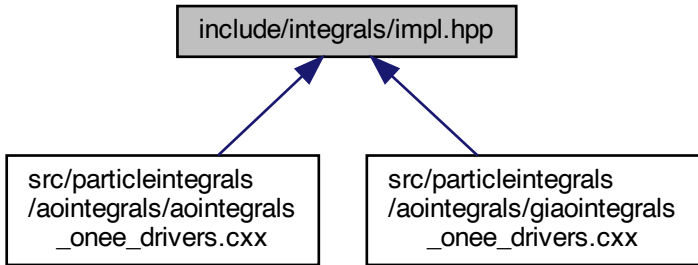 include/integrals/impl.hpp
src/particleintegrals
/aointegrals/aointegrals
_onee_drivers.cxx
src/particleintegrals
/aointegrals/giaointegrals
_onee_drivers.cxx